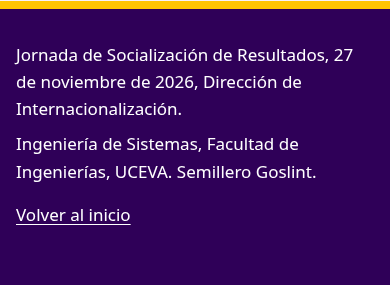 Jornada de Socialización de Resultados, 27
de noviembre de 2026, Dirección de
Internacionalización.
Ingeniería de Sistemas, Facultad de
Ingenierías, UCEVA. Semillero Goslint.
Volver al inicio